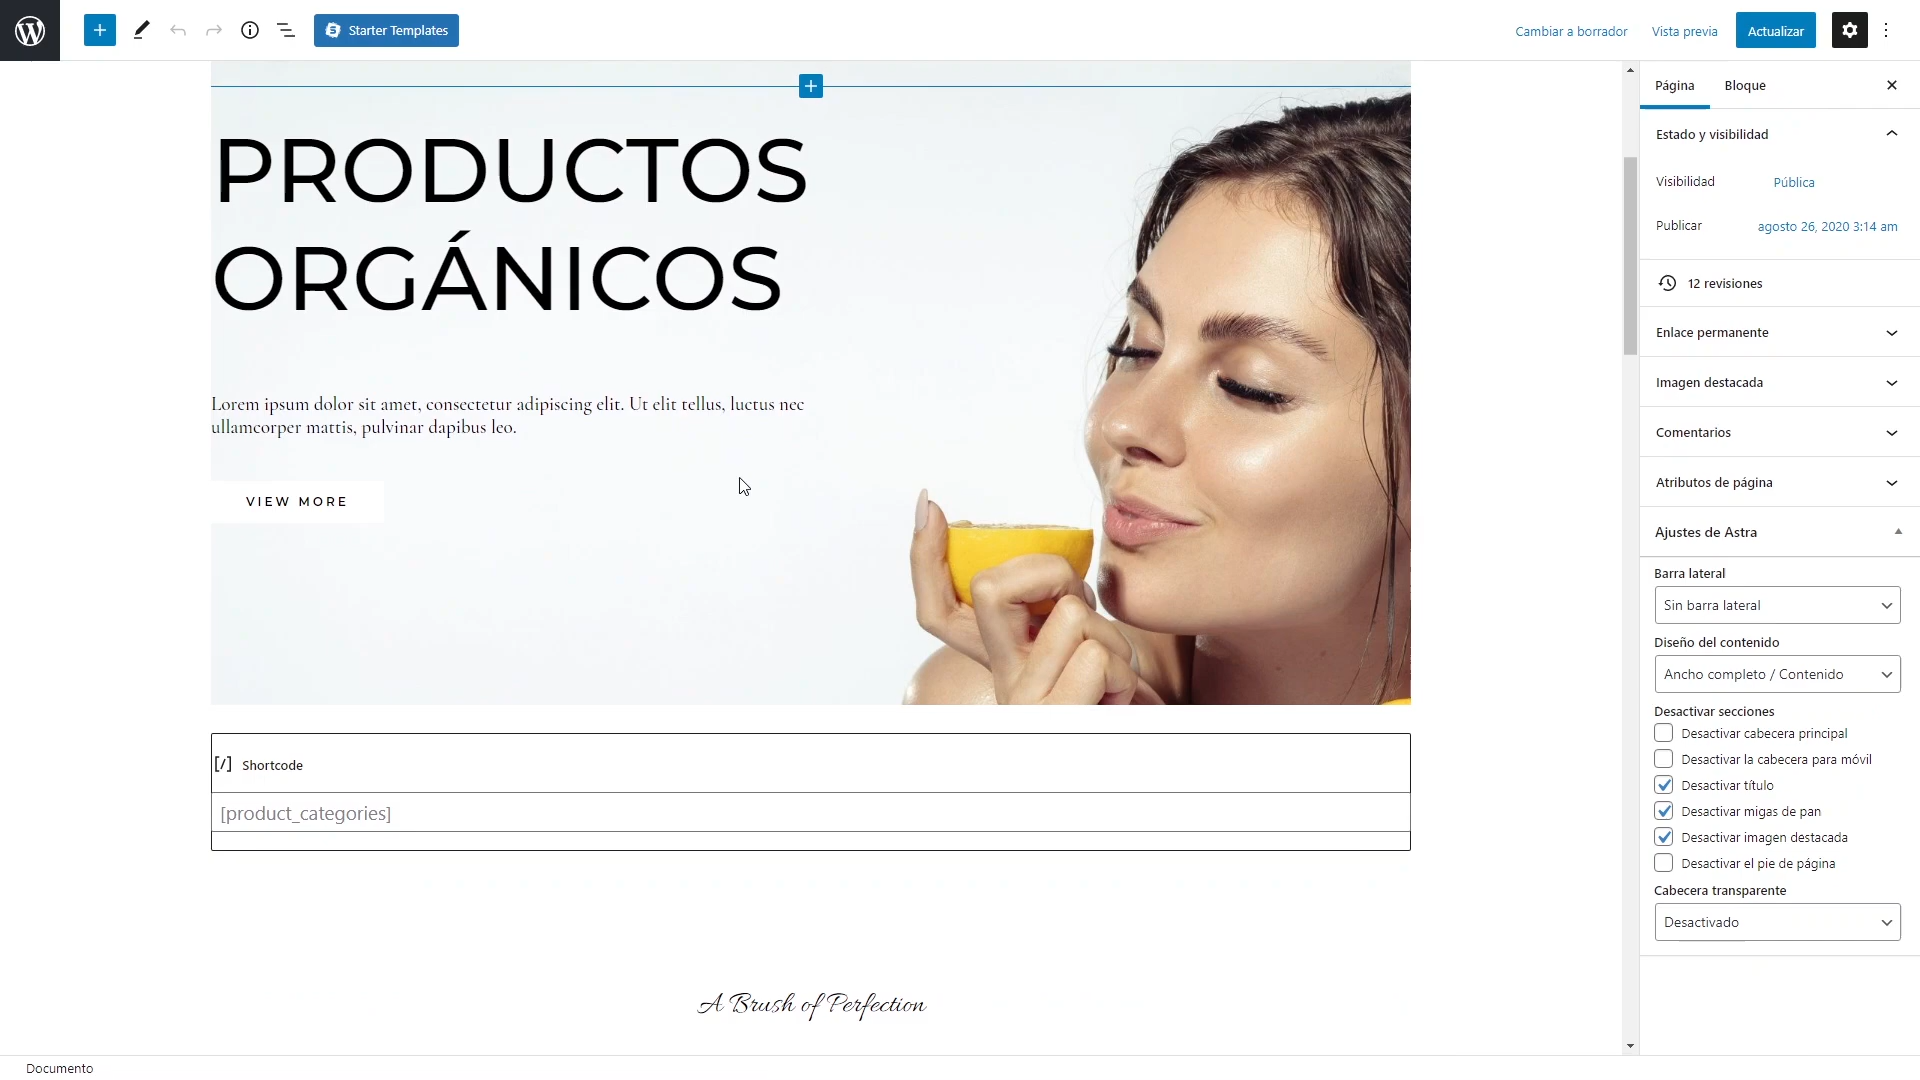 Starter Templates
Cambiar a borrador
Vista previa
Actualizar
PRODUCTOS
ORGÁNICOS
Lorem ipsum dolor sit amet, consectetur adipiscing elit. Ut elit tellus, luctus nec
ullamcorper mattis, pulvinar dapibus leo.
VIEW MORE
[/] Shortcode
[product_categories]
A Brush of Perfection
Página
Bloque
Estado y visibilidad
Visibilidad Pública
Publicar agosto 26, 2020 3:14 am
12 revisiones
Enlace permanente
Imagen destacada
Comentarios
Atributos de página
Ajustes de Astra
Barra lateral
Sin barra lateral
Diseño del contenido
Ancho completo / Contenido
Desactivar secciones
Desactivar cabecera principal
Desactivar la cabecera para móvil
Desactivar título
Desactivar migas de pan
Desactivar imagen destacada
Desactivar el pie de página
Cabecera transparente
Desactivado
Documento